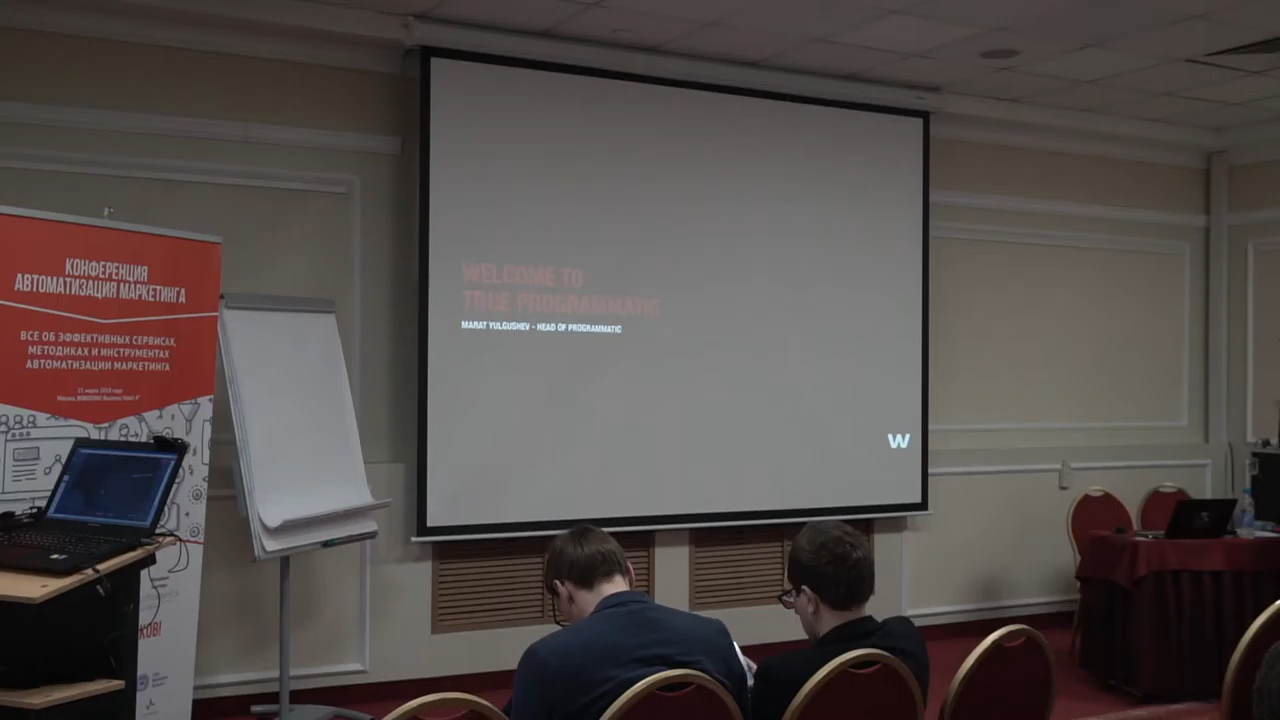 КОНФЕРЕНЦИЯ
АВТОМАТИЗАЦИЯ МАРКЕТИНГА
ВСЕ ОБ ЭФФЕКТИВНЫХ СЕРВИСАХ,
МЕТОДИКАХ И ИНСТРУМЕНТАХ
АВТОМАТИЗАЦИИ МАРКЕТИНГА
WELCOME TO
TRUE PROGRAMMATIC
MARAT YULGUSHEV - HEAD OF PROGRAMMATIC
W